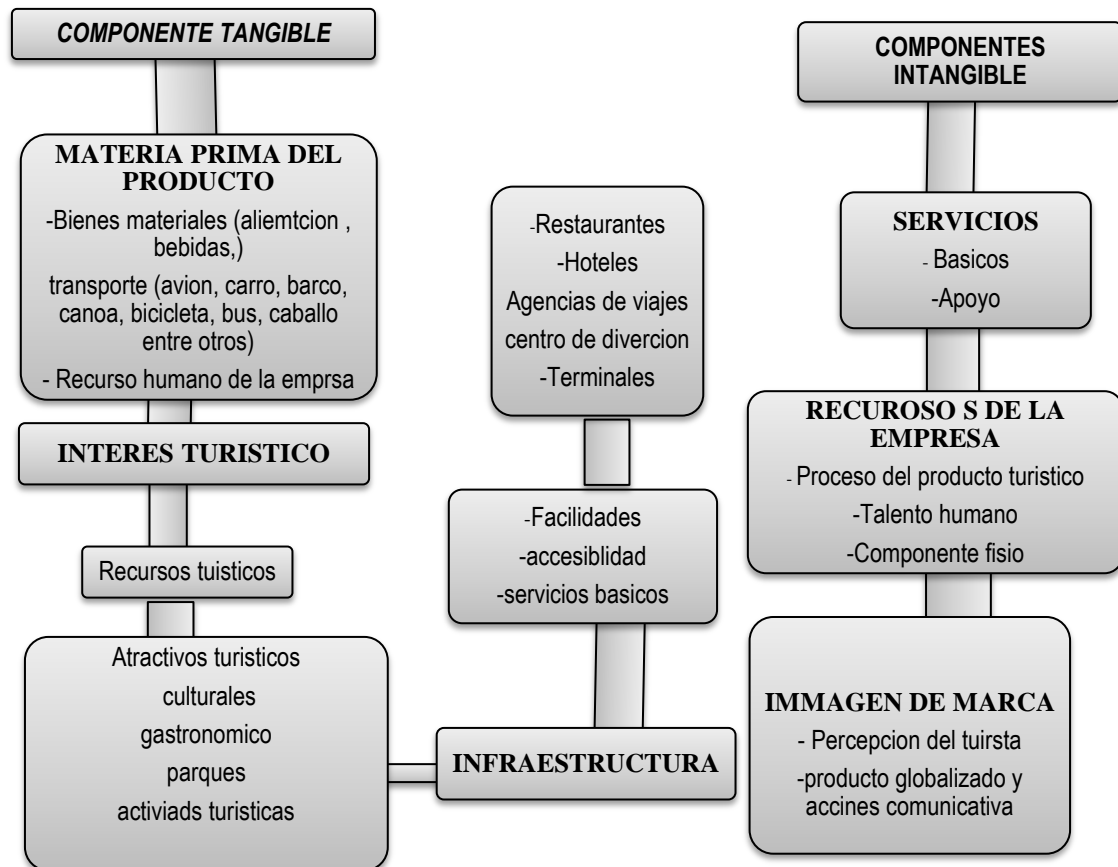 COMPONENTE TANGIBLE
MATERIA PRIMA DEL
PRODUCTO
-Bienes materiales (aliemtcion ,
bebidas,)
transporte (avion, carro, barco,
canoa, bicicleta, bus, caballo
entre otros)
- Recurso humano de la emprsa
INTERES TURISTICO
Recursos tuisticos
Atractivos turisticos
culturales
gastronomico
parques
activiads turisticas
INFRAESTRUCTURA
-Facilidades
-accesiblidad
-servicios basicos
-Restaurantes
-Hoteles
Agencias de viajes
centro de divercion
-Terminales
COMPONENTES
INTANGIBLE
SERVICIOS
- Basicos
-Apoyo
RECUROSO S DE LA
EMPRESA
- Proceso del producto turistico
-Talento humano
-Componente fisio
IMMAGEN DE MARCA
- Percepcion del tuirsta
-producto globalizado y
accines comunicativa